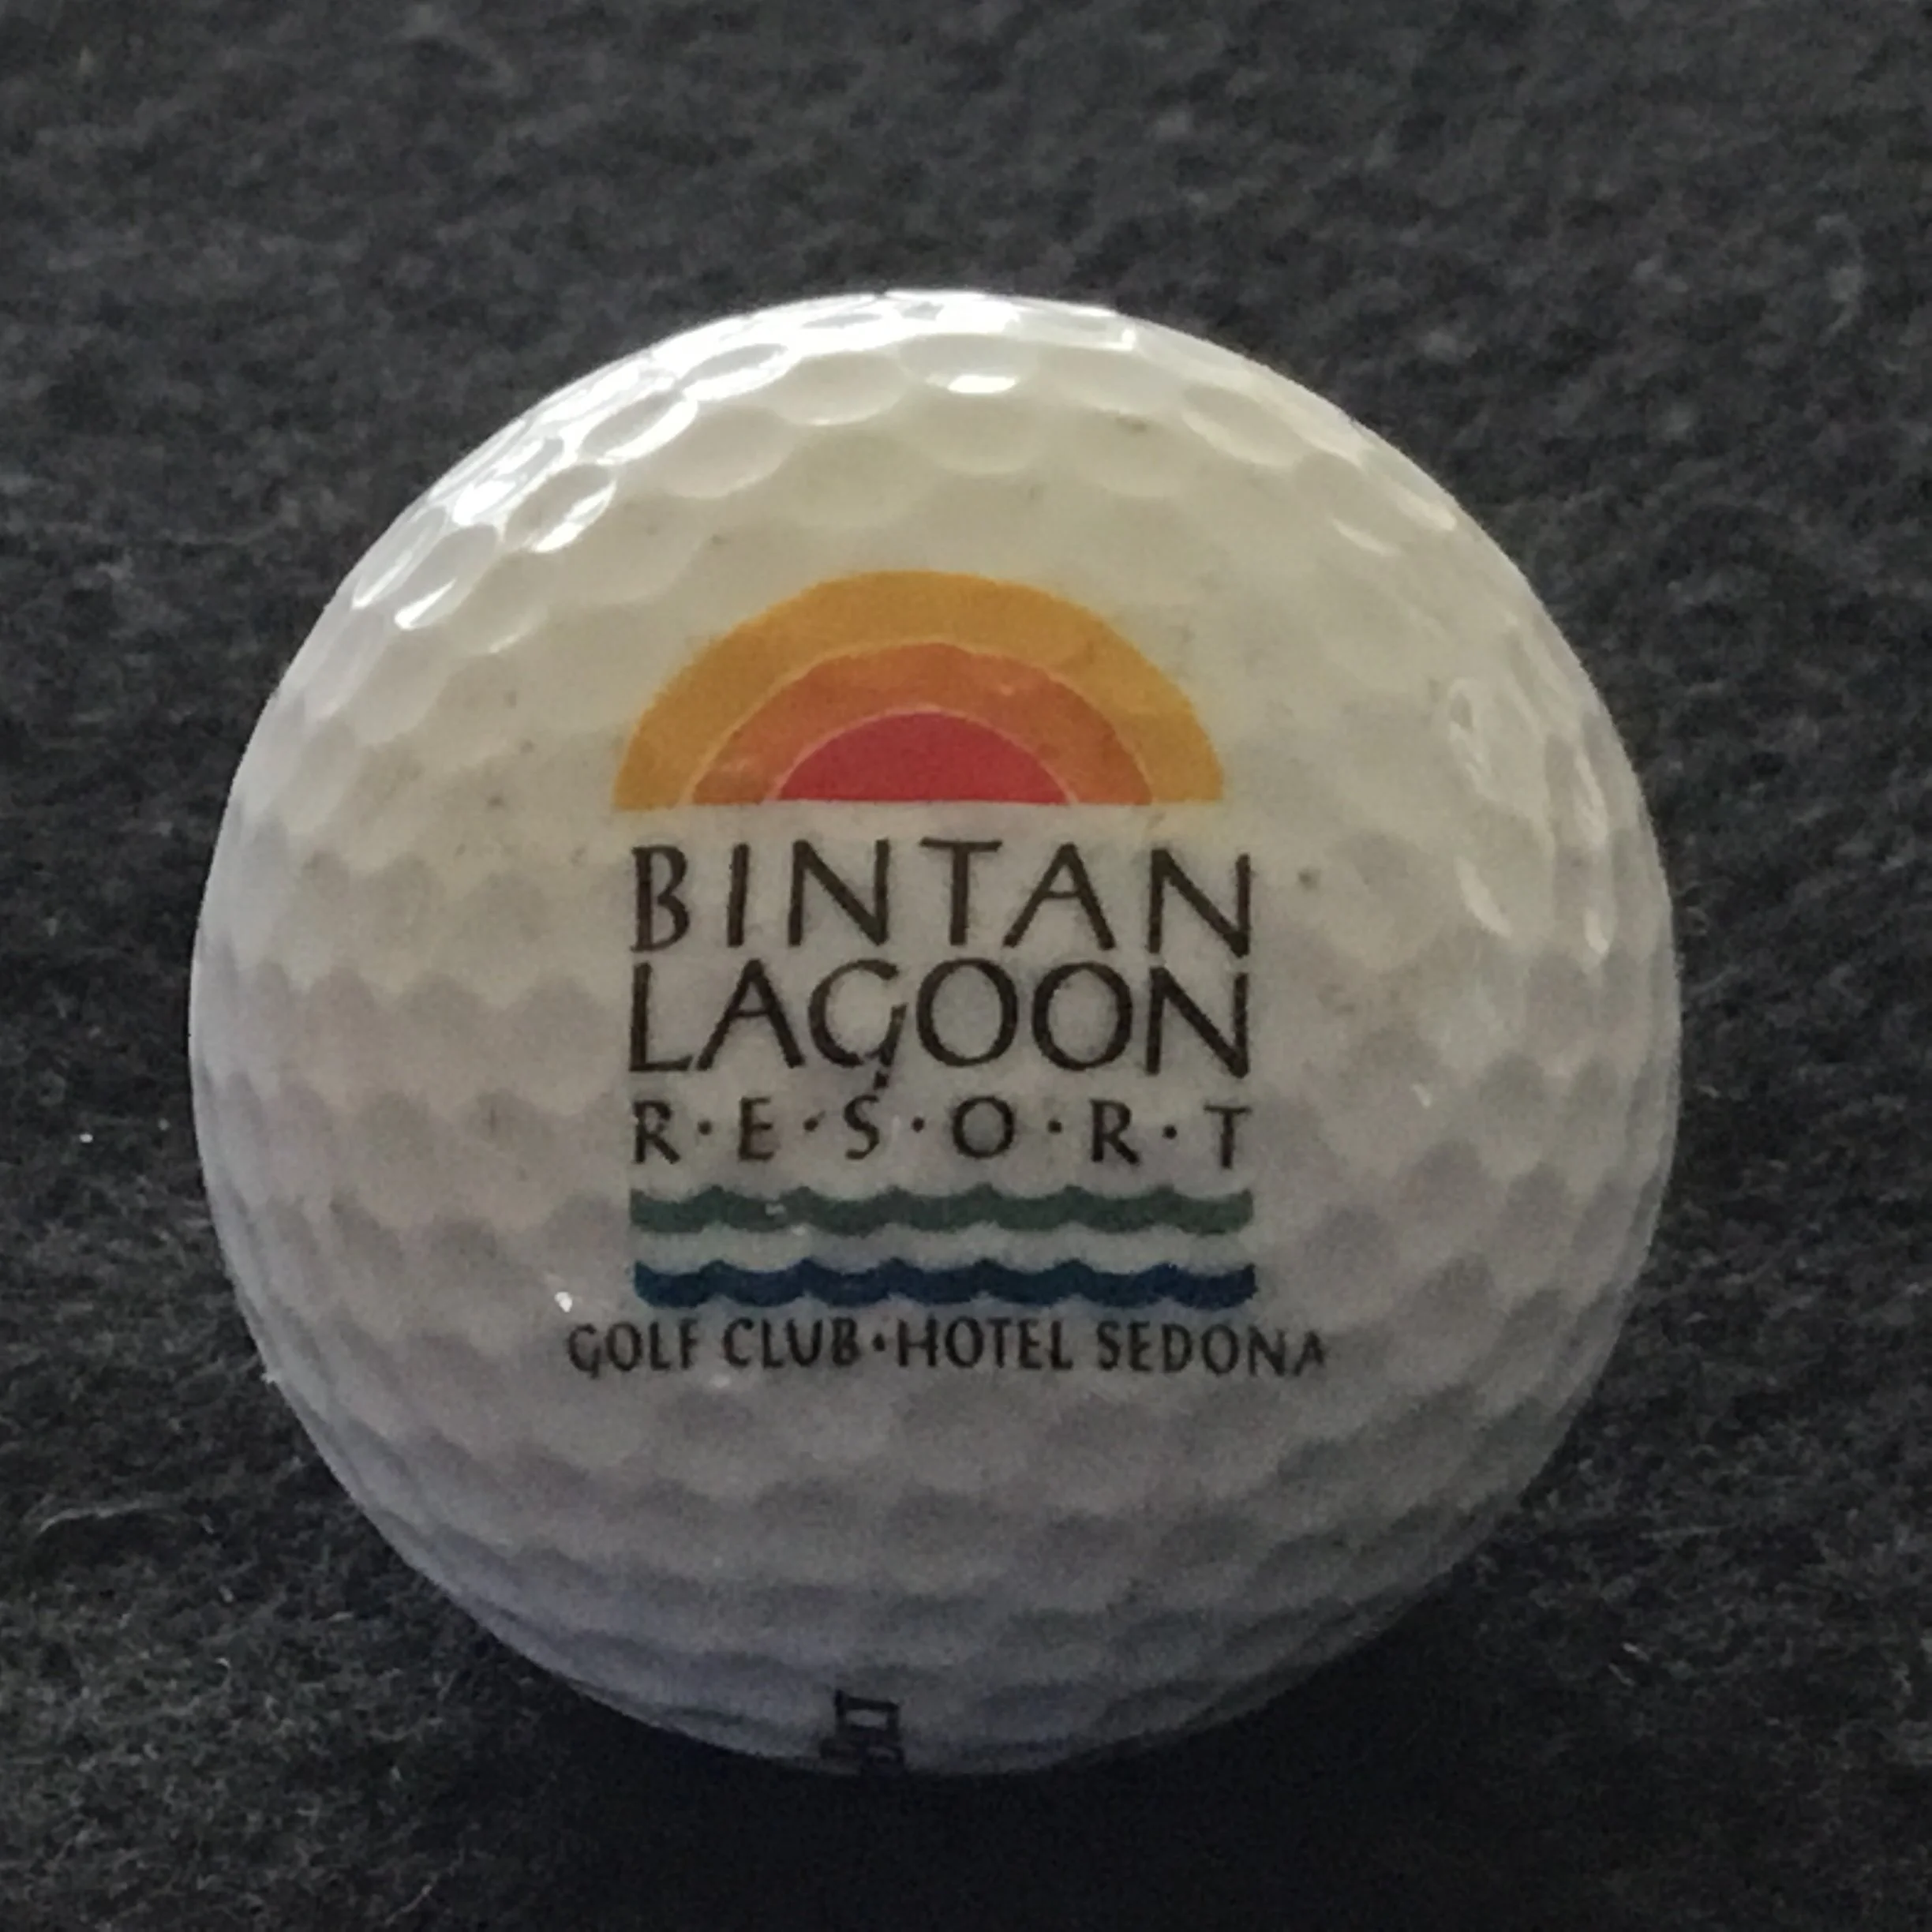 BINTAN
LAGOON
R·E·S·O·R·T
GOLF CLUB·HOTEL SEDONA